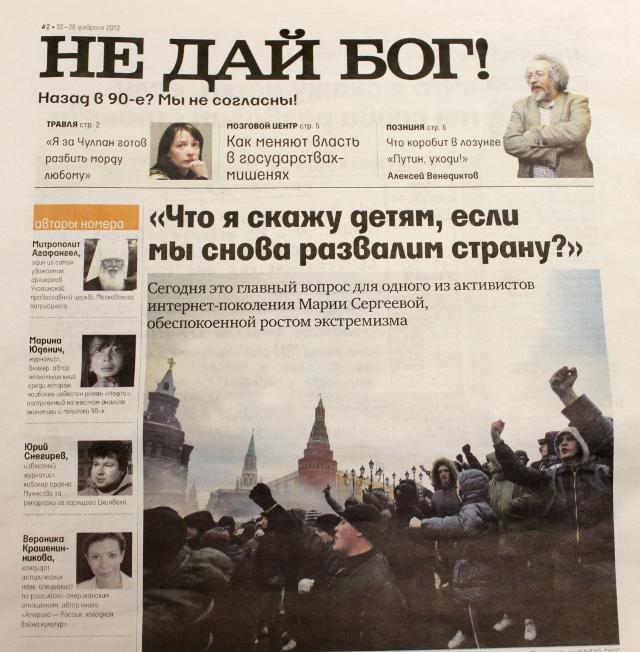 #2 • 22–28 февраля 2012
НЕ ДАЙ БОГ!
Назад в 90-е? Мы не согласны!
ТРАВЛЯ стр. 2
«Я за Чулпан готов
разбить морду
любому»
МОЗГОВОЙ ЦЕНТР стр. 5
Как меняют власть
в государствах-
мишенях
ПОЗИЦИЯ стр. 6
Что коробит в лозунге
«Путин, уходи!»
Алексей Венедиктов
авторы номера
Митрополит
Агафангел,
один из самых
уважаемых
архиереев
Украинской
православной церкви Московского
патриархата
Марина
Юденич,
журналист,
блогер, автор
нескольких книг,
среди которых
наиболее известен роман «Нефть»,
построенный на жестком анализе
экономики и политики 90-х
Юрий
Снегирев,
известный
журналист,
кавалер ордена
Мужества за
репортажи из горящего Цхинвала
Вероника
Крашенин-
никова,
кандидат
исторических
наук, специалист
по российско-американским
отношениям, автор книги
«Америка — Россия: холодная
война культур»
«Что я скажу детям, если
мы снова развалим страну?»
Сегодня это главный вопрос для одного из активистов
интернет-поколения Марии Сергеевой,
обеспокоенной ростом экстремизма